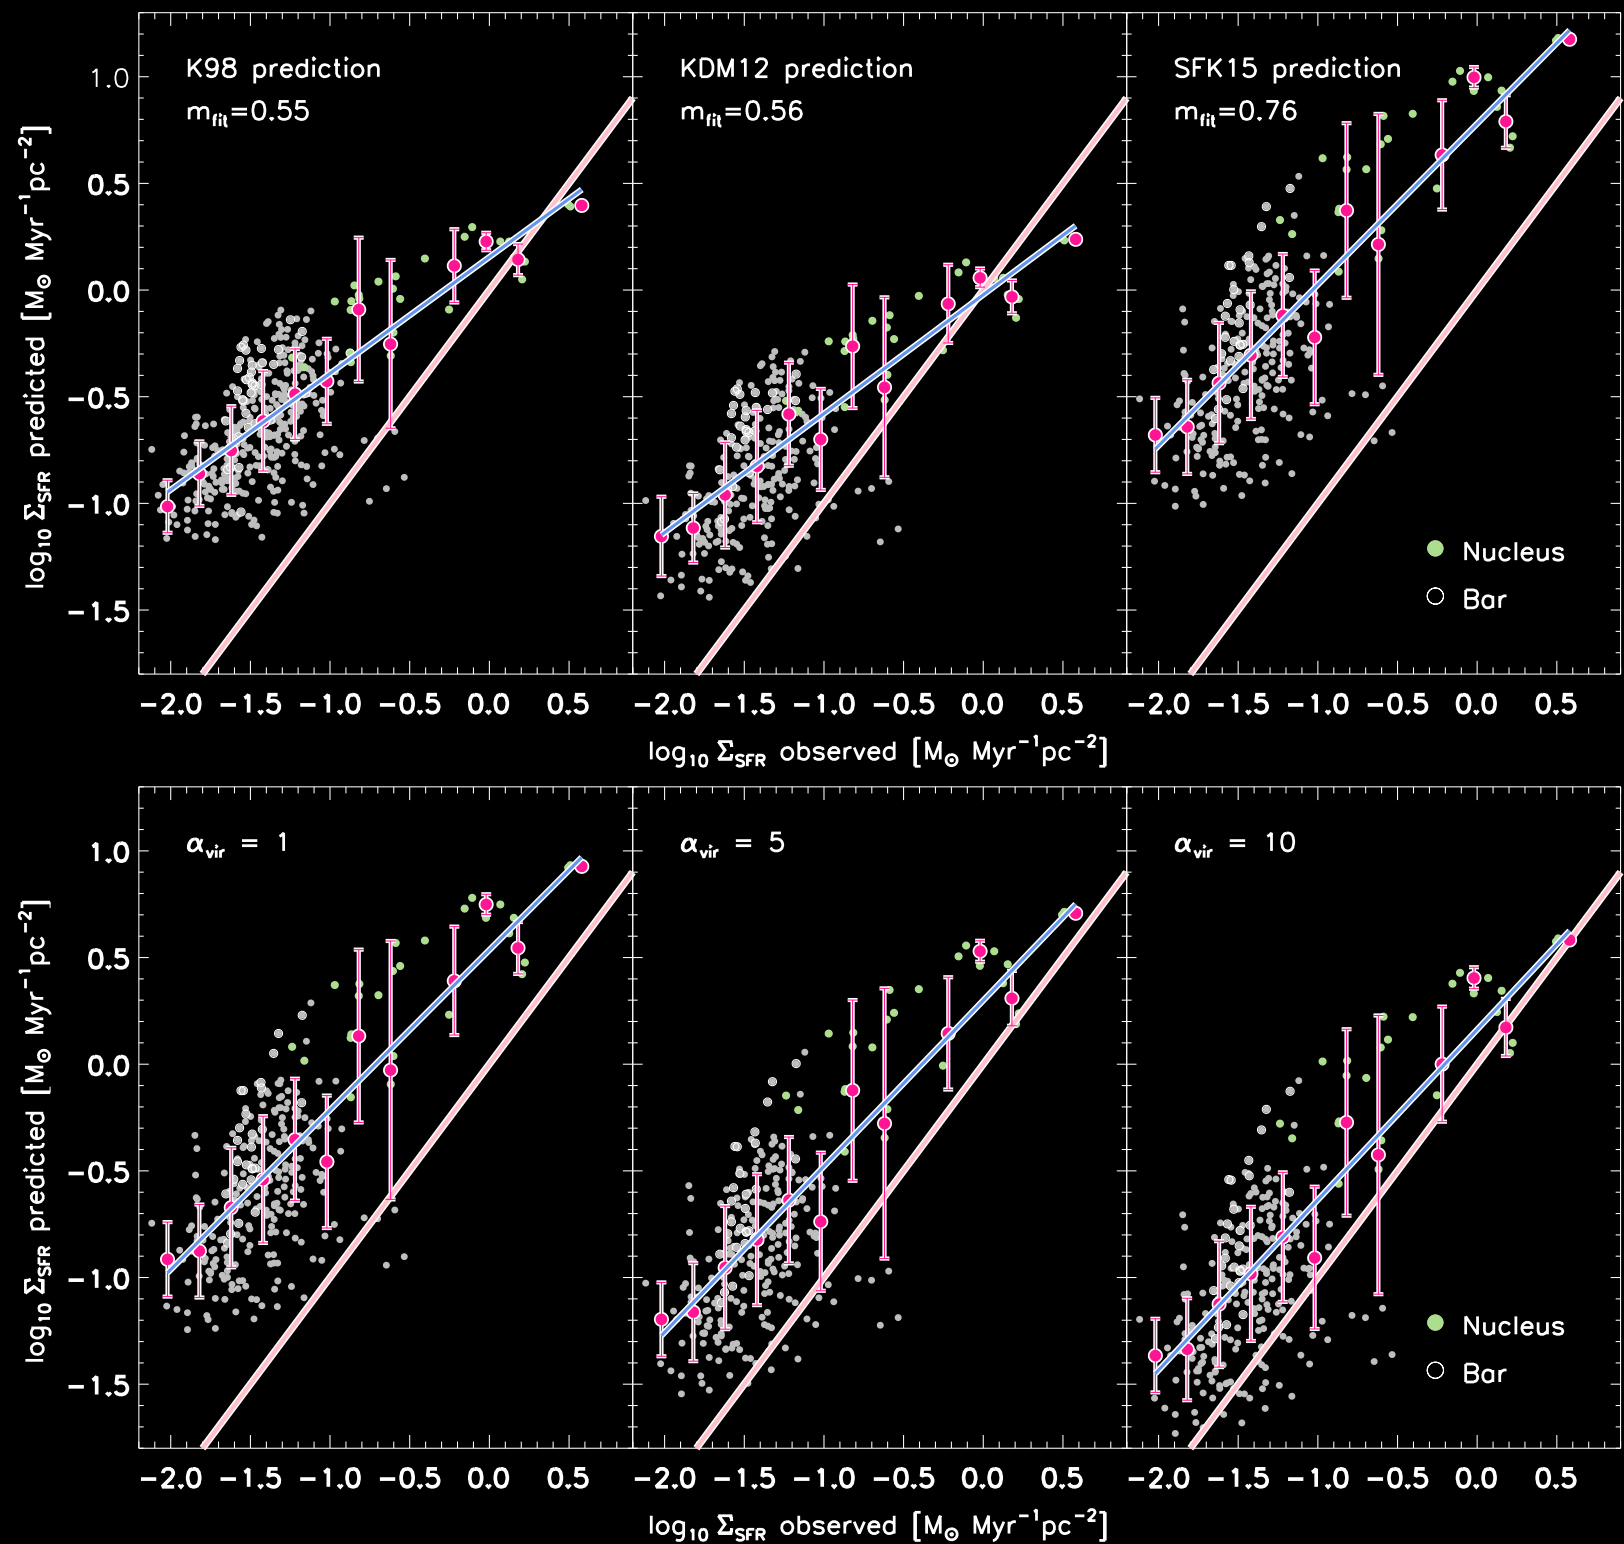 K98 prediction
m_fit=0.55
KDM12 prediction
m_fit=0.56
SFK15 prediction
m_fit=0.76
1.0
0.5
0.0
−0.5
−1.0
−1.5
log₁₀ Σ_SFR predicted [M⊙ Myr⁻¹pc⁻²]
Nucleus
Bar
−2.0 −1.5 −1.0 −0.5 0.0 0.5
−2.0 −1.5 −1.0 −0.5 0.0 0.5
−2.0 −1.5 −1.0 −0.5 0.0 0.5
log₁₀ Σ_SFR observed [M⊙ Myr⁻¹pc⁻²]
α_vir = 1
α_vir = 5
α_vir = 10
1.0
0.5
0.0
−0.5
−1.0
−1.5
log₁₀ Σ_SFR predicted [M⊙ Myr⁻¹pc⁻²]
Nucleus
Bar
−2.0 −1.5 −1.0 −0.5 0.0 0.5
−2.0 −1.5 −1.0 −0.5 0.0 0.5
−2.0 −1.5 −1.0 −0.5 0.0 0.5
log₁₀ Σ_SFR observed [M⊙ Myr⁻¹pc⁻²]